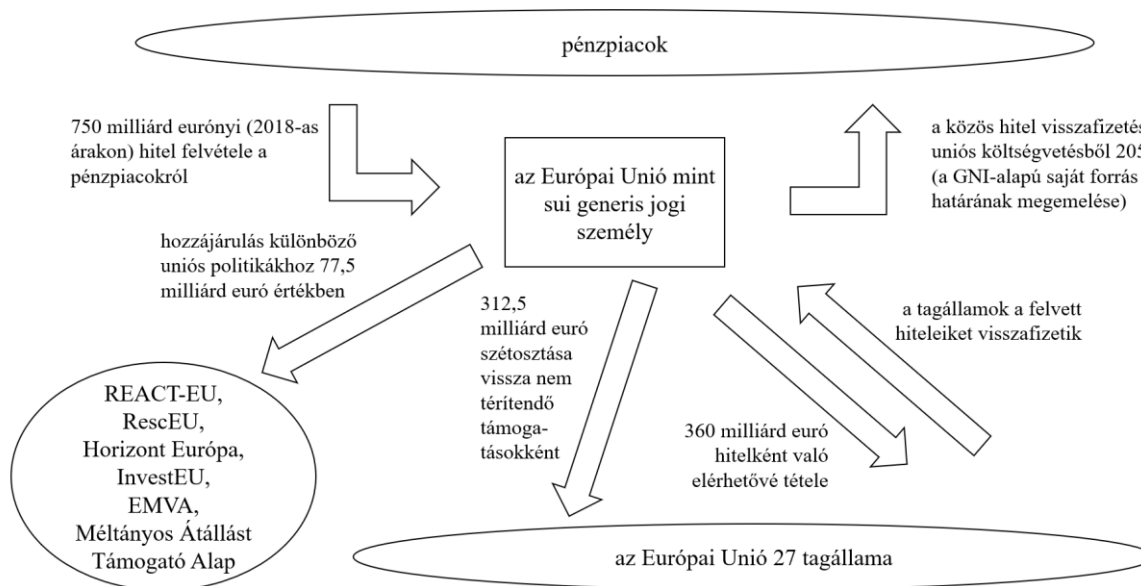 pénzpiacok
750 milliárd eurónyi (2018-as
árakon) hitel felvétele a
pénzpiacokról
az Európai Unió mint
sui generis jogi
személy
a közös hitel
uniós költségvetésből
(a GNI-alapú saját forrás
határának megemelése)
hozzájárulás különböző
uniós politikákhoz 77,5
milliárd euró értékben
312,5
milliárd euró
szétosztása
vissza nem
térítendő
támoga-
tásokként
a tagállamok a felvett
hiteleiket visszafizetik
360 milliárd euró
hitelként való
elérhetővé tétele
REACT-EU,
RescEU,
Horizont Európa,
InvestEU,
EMVA,
Méltányos Átállást
Támogató Alap
az Európai Unió 27 tagállama